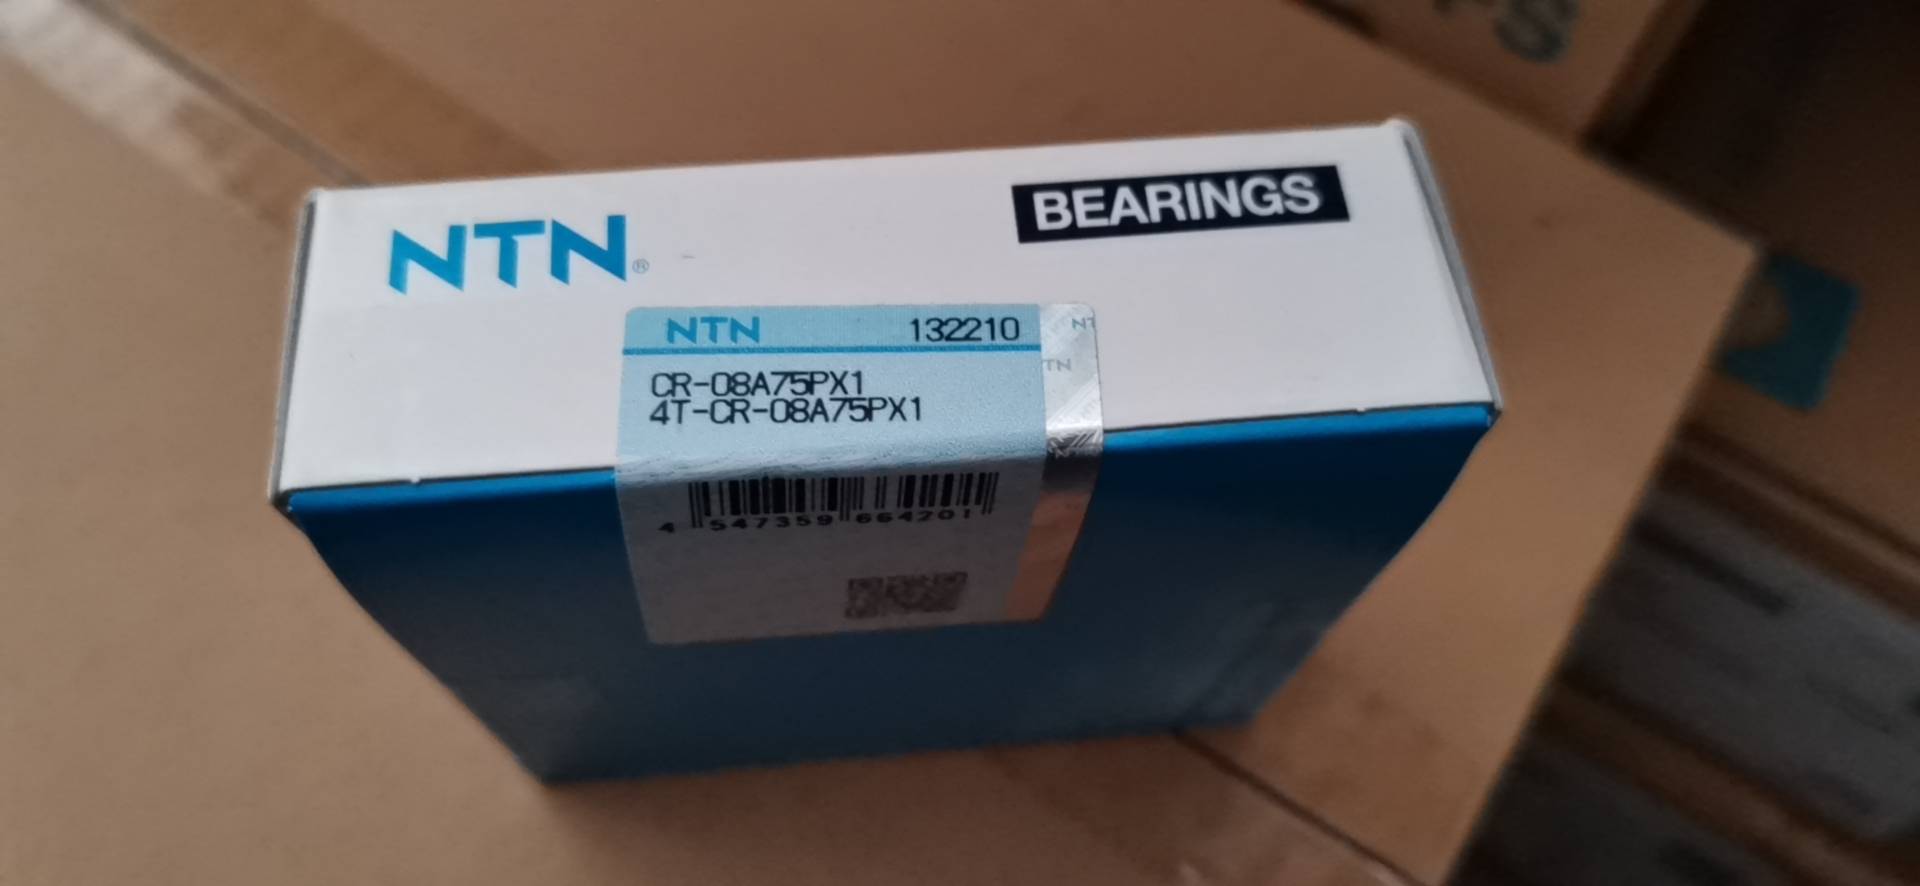 NTN®
BEARINGS
NTN 132210
CR-08A75PX1
4T-CR-08A75PX1
4 547359 664201